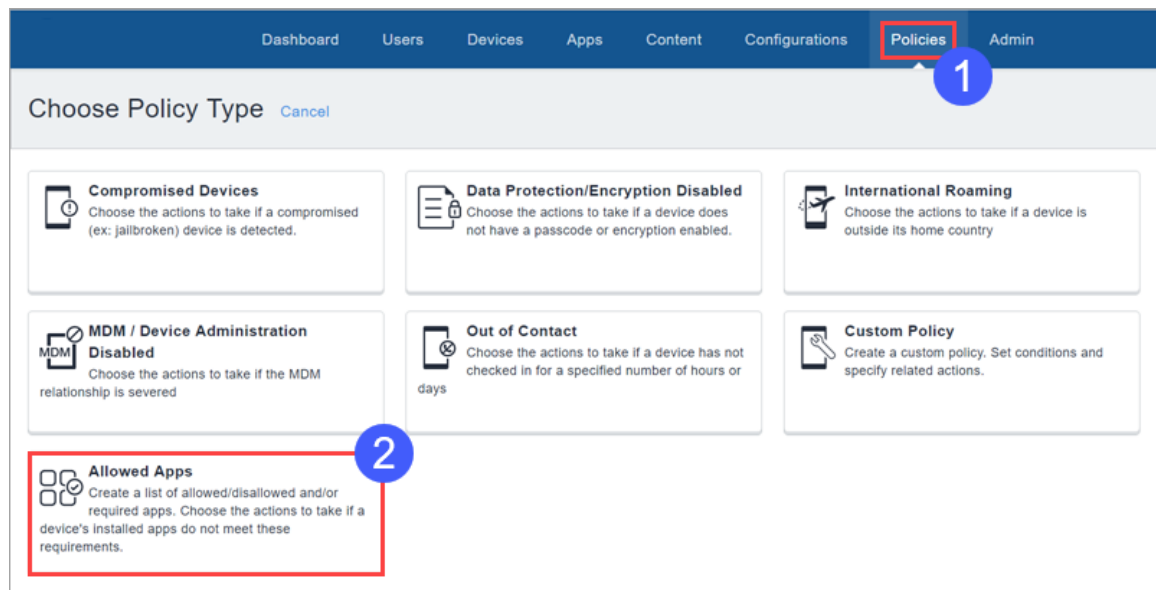 Dashboard Users Devices Apps Content Configurations Policies Admin
1
Choose Policy Type Cancel
Compromised Devices
Choose the actions to take if a compromised
(ex: jailbroken) device is detected.
Data Protection/Encryption Disabled
Choose the actions to take if a device does
not have a passcode or encryption enabled.
International Roaming
Choose the actions to take if a device is
outside its home country
MDM
MDM / Device Administration
Disabled
Choose the actions to take if the MDM
relationship is severed
Out of Contact
Choose the actions to take if a device has not
checked in for a specified number of hours or
days
Custom Policy
Create a custom policy. Set conditions and
specify related actions.
2
Allowed Apps
Create a list of allowed/disallowed and/or
required apps. Choose the actions to take if a
device's installed apps do not meet these
requirements.